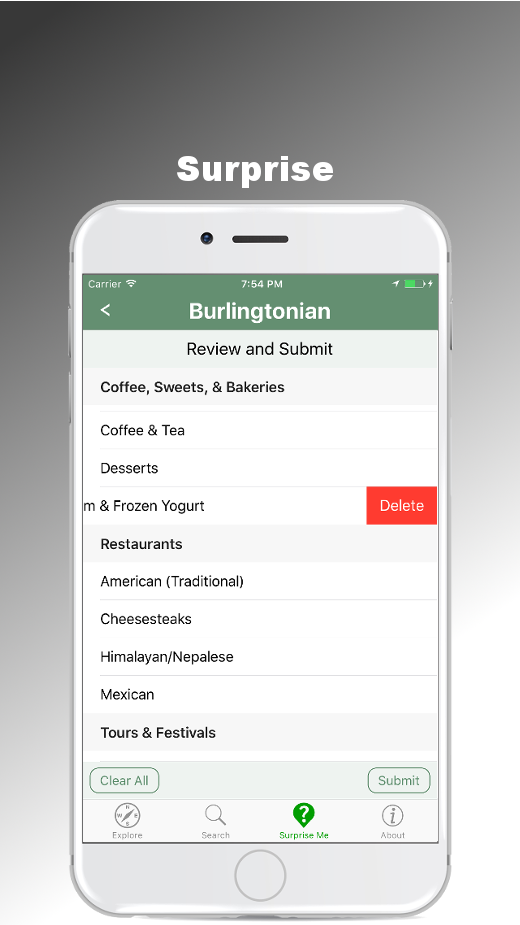 Surprise
Carrier 7:54 PM
< Burlingtonian
Review and Submit
Coffee, Sweets, & Bakeries
Coffee & Tea
Desserts
m & Frozen Yogurt Delete
Restaurants
American (Traditional)
Cheesesteaks
Himalayan/Nepalese
Mexican
Tours & Festivals
Clear All Submit
N
W E
S
? i
Explore Search Surprise Me About